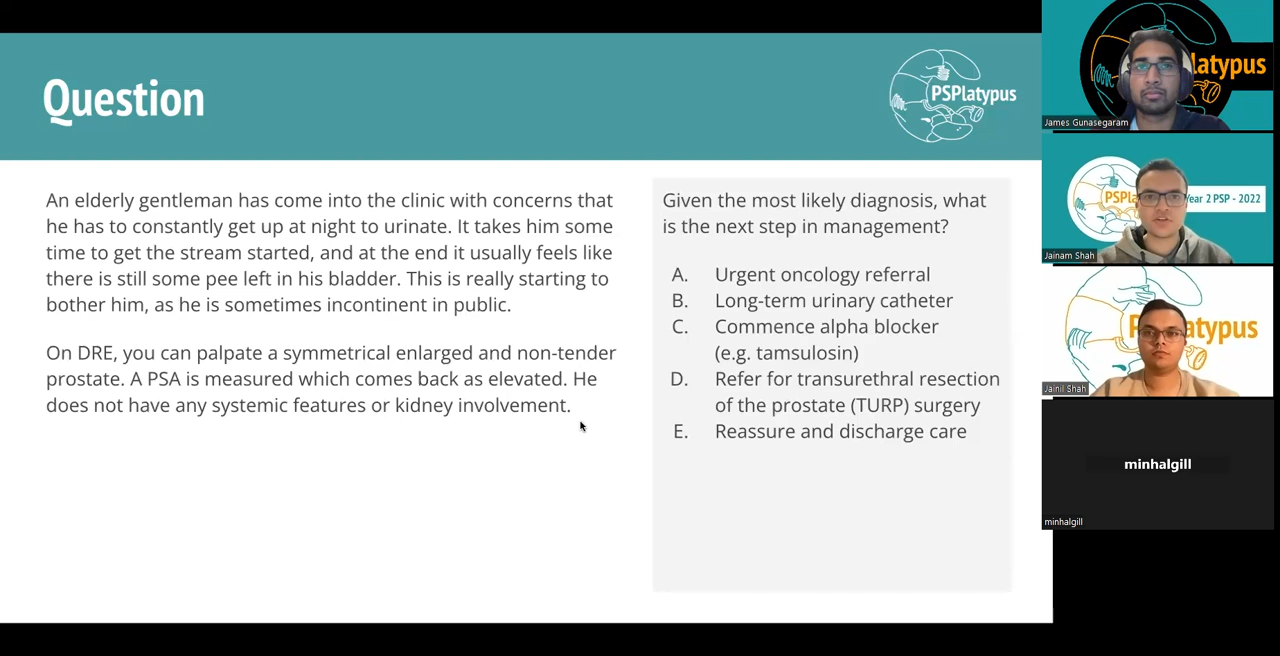 Question
PSPlatypus
An elderly gentleman has come into the clinic with concerns that
he has to constantly get up at night to urinate. It takes him some
time to get the stream started, and at the end it usually feels like
there is still some pee left in his bladder. This is really starting to
bother him, as he is sometimes incontinent in public.
On DRE, you can palpate a symmetrical enlarged and non-tender
prostate. A PSA is measured which comes back as elevated. He
does not have any systemic features or kidney involvement.
Given the most likely diagnosis, what
is the next step in management?
A. Urgent oncology referral
B. Long-term urinary catheter
C. Commence alpha blocker
(e.g. tamsulosin)
D. Refer for transurethral resection
of the prostate (TURP) surgery
E. Reassure and discharge care
latypus
James Gunasegaram
PSPla
Year 2 PSP - 2022
Jainam Shah
P atypus
Jainil Shah
minhalgill
minhalgill